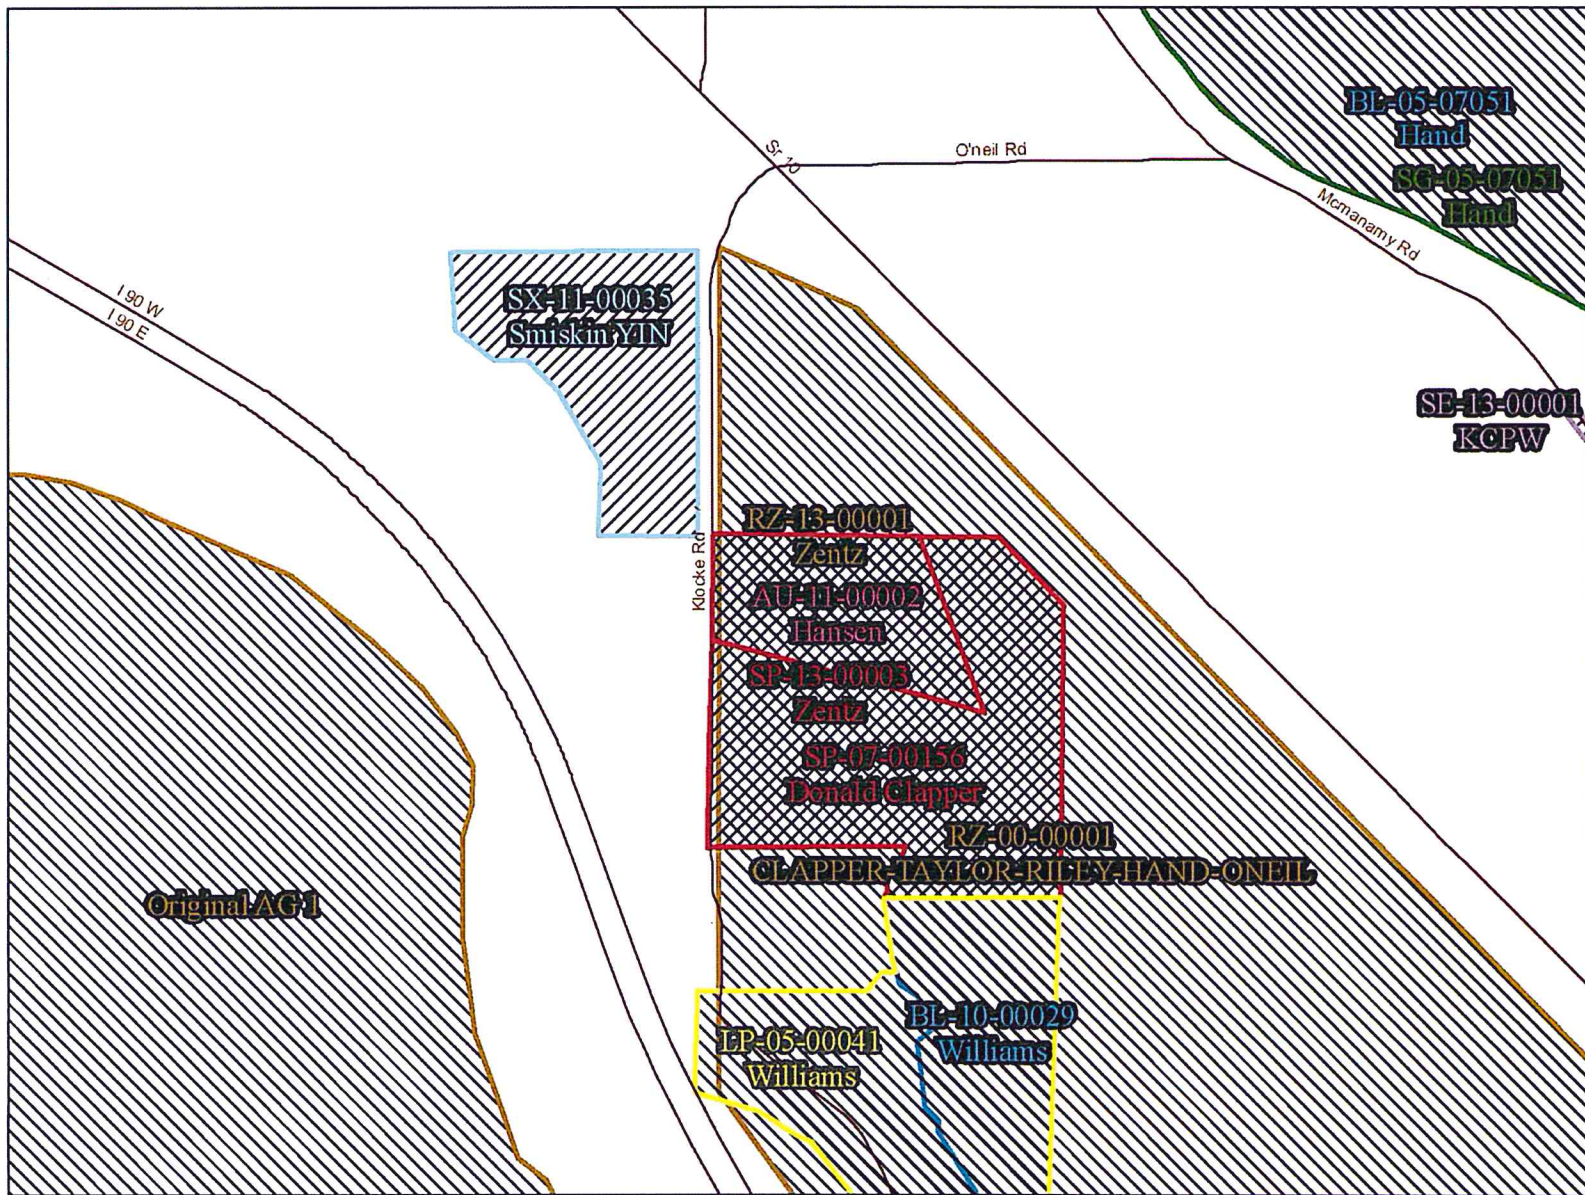 BL-05-07051
Hand
SG-05-07051
Hand
Sr 10
O'neil Rd
Mcmanamy Rd
I 90 W
I 90 E
SX-11-00035
Smiskin YIN
SE-13-00001
KCPW
Klocke Rd
RZ-13-00001
Zentz
AU-11-00002
Hansen
SP-13-00003
Zentz
SP-07-00156
Donald Clapper
RZ-00-00001
CLAPPER-TAYLOR-RILEY-HAND-ONEIL
Original AG 1
LP-05-00041
Williams
BL-10-00029
Williams